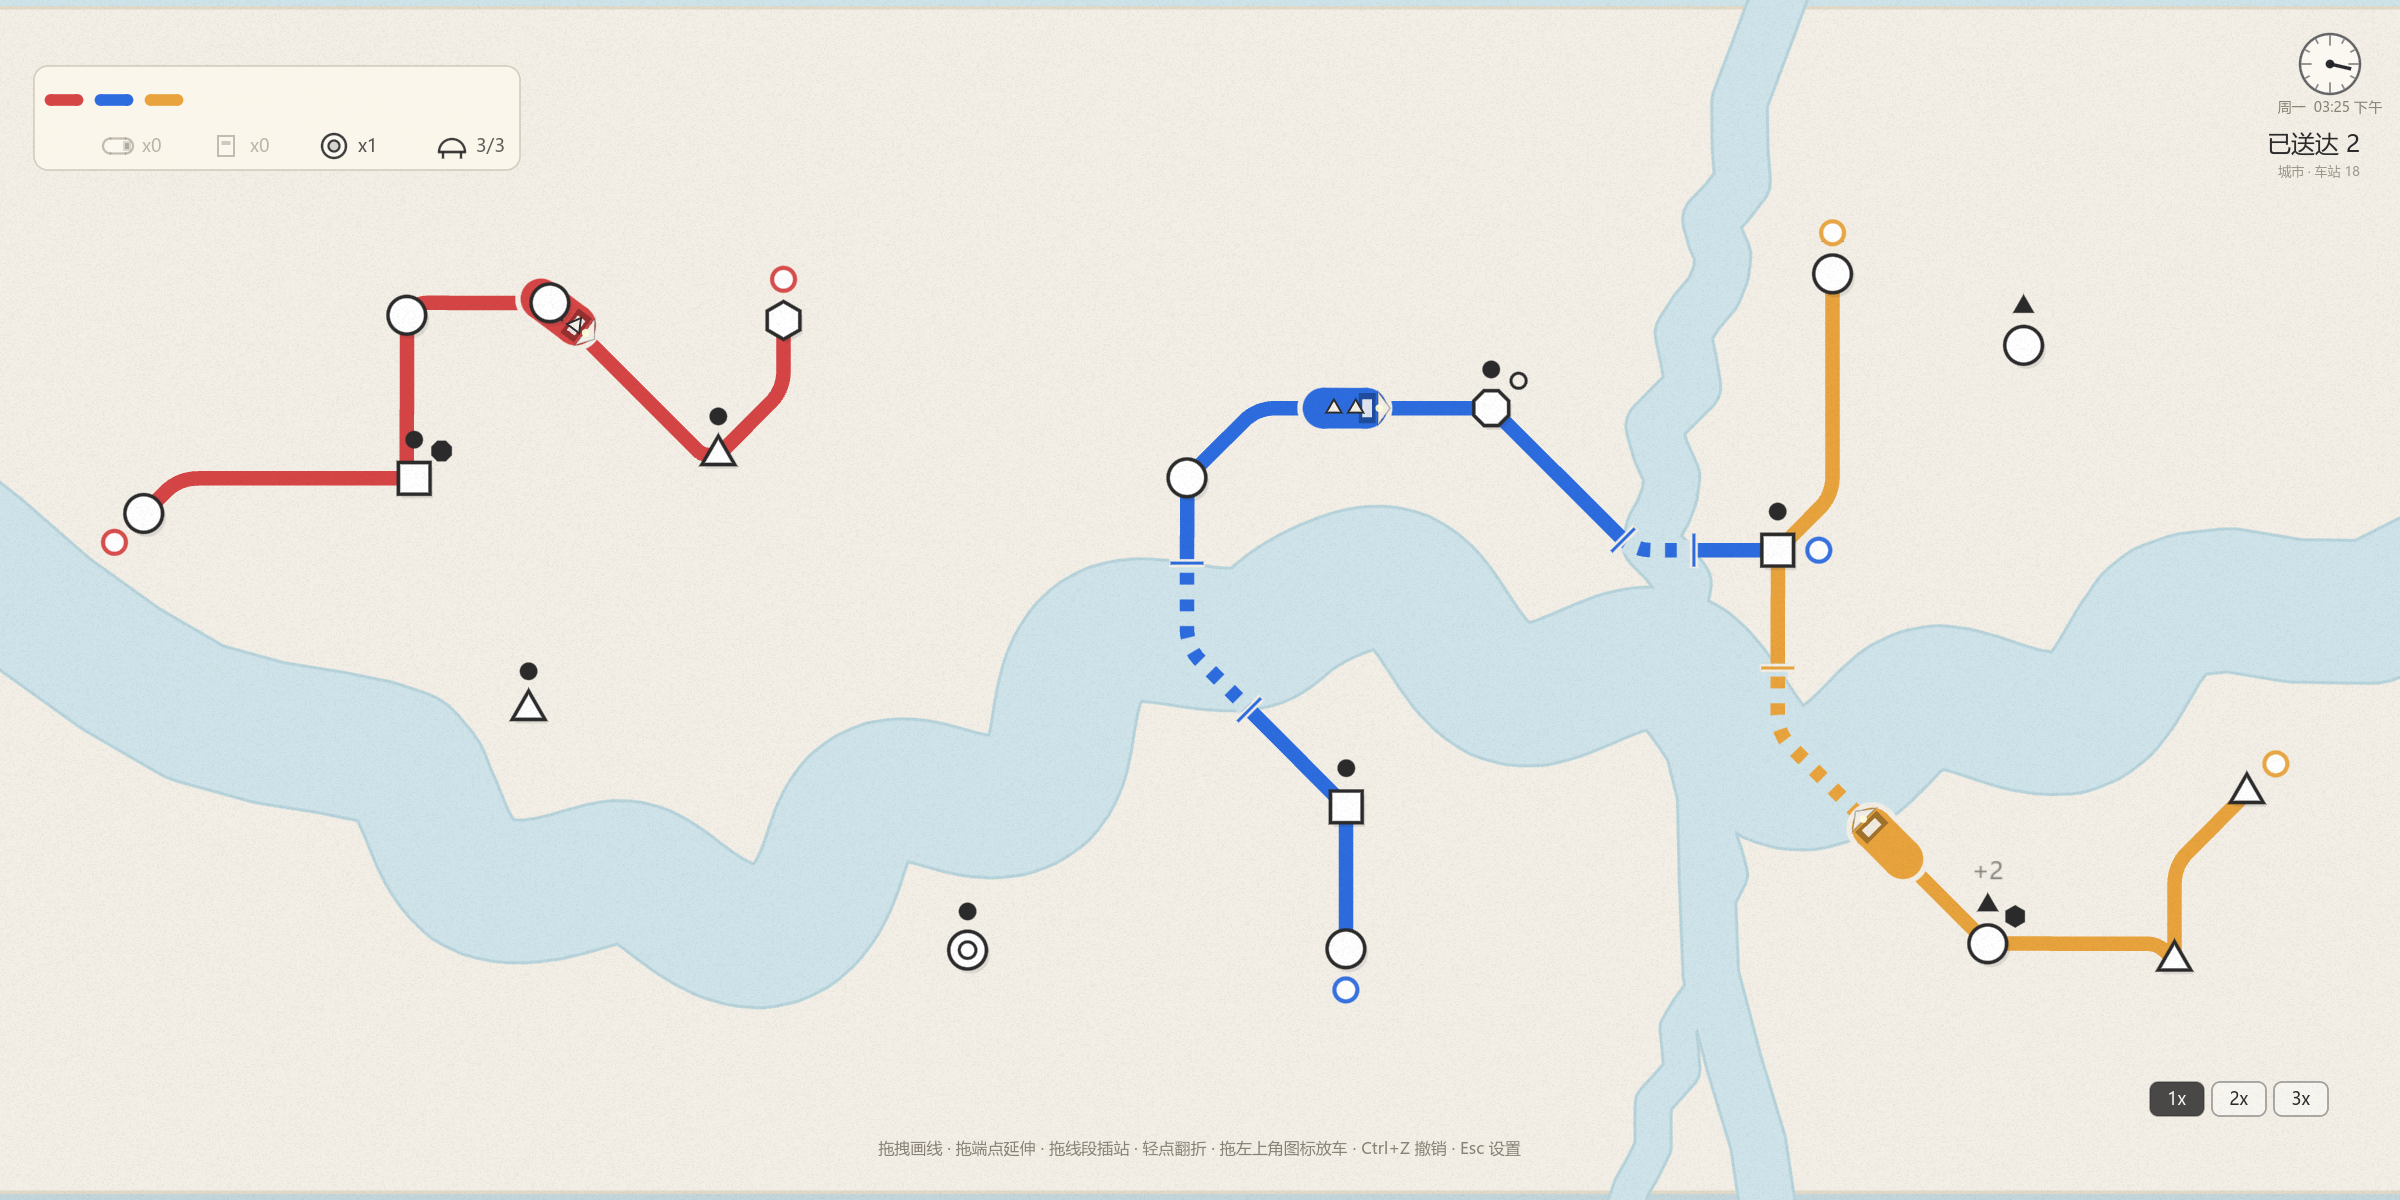 x0 x0 x1 3/3
周一 03:25 下午
已送达 2
城市 · 车站 18
+2
1x 2x 3x
拖拽画线 · 拖端点延伸 · 拖线段插站 · 轻点翻折 · 拖左上角图标放车 · Ctrl+Z 撤销 · Esc 设置